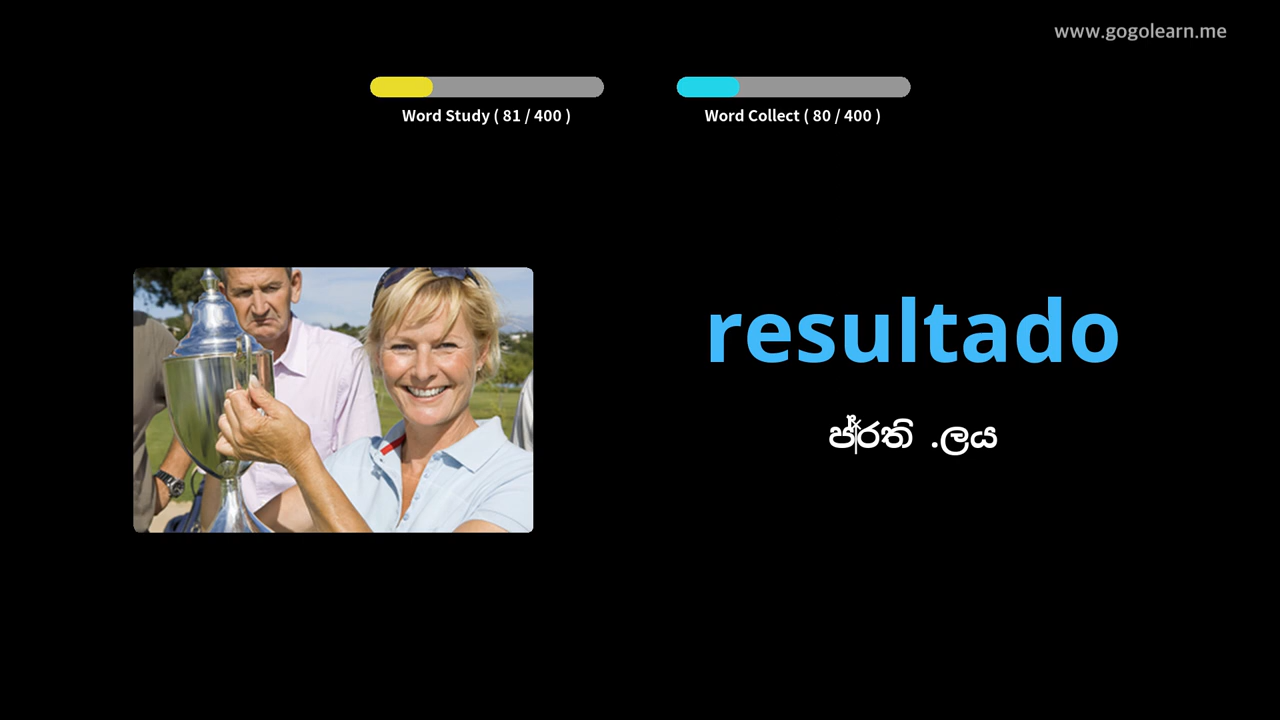 www.gogolearn.me
Word Study ( 81 / 400 )
Word Collect ( 80 / 400 )
resultado
ප්රති .ලය